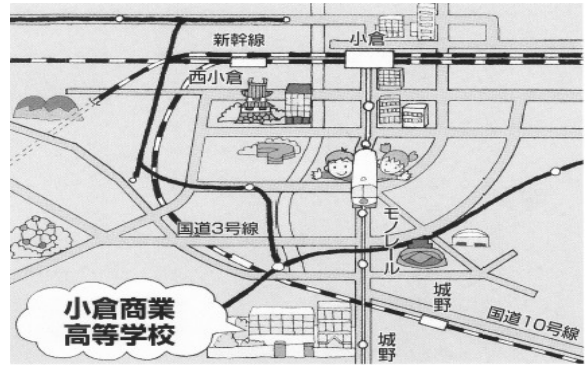 新幹線
小倉
西小倉
国道3号線
モノレール
城野
国道10号線
城野
小倉商業
高等学校